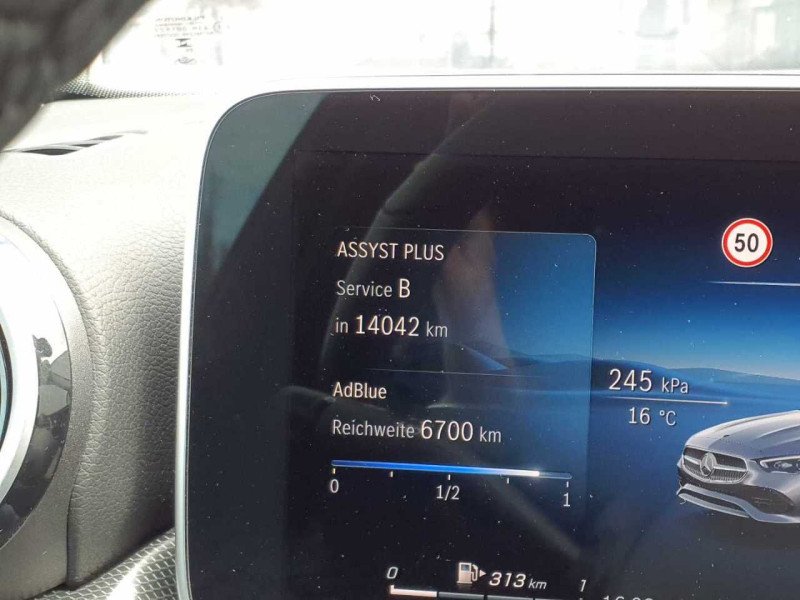 ASSYST PLUS
Service B
in 14042 km
50
AdBlue
Reichweite 6700 km
0 1/2 1
245 kPa
16 °C
0 313 km 1